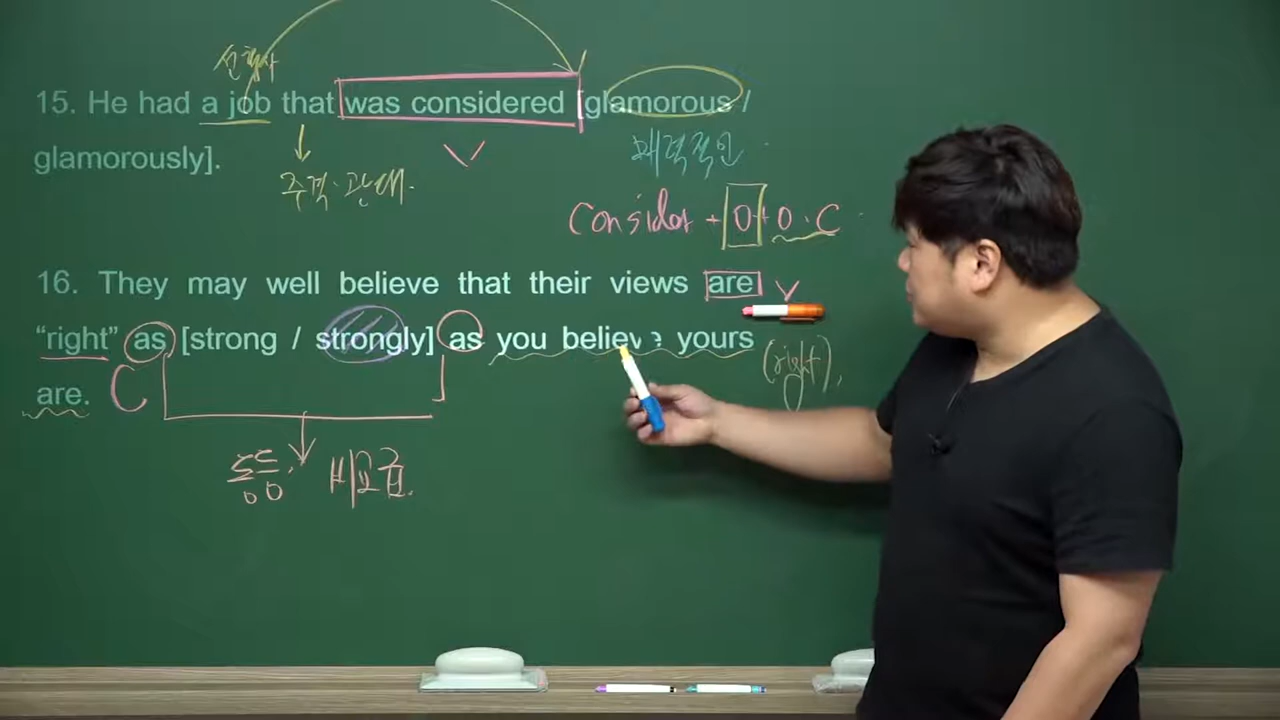 선행사
15. He had a job that was considered [glamorous /
glamorously].
V
매력적인
주격·관대.
Consider + O + O·C
16. They may well believe that their views are V
“right” as [strong / strongly] as you believe yours (right),
are. C
동등. 비교급.